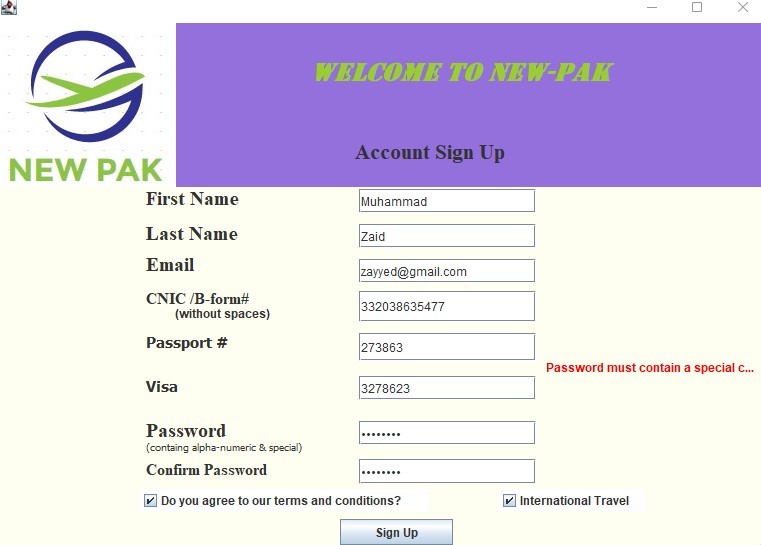 WELCOME TO NEW-PAK
NEW PAK
Account Sign Up
First Name Muhammad
Last Name Zaid
Email zayyed@gmail.com
CNIC /B-form# 332038635477
(without spaces)
Passport # 273863
Password must contain a special c...
Visa 3278623
Password ••••••••
(containg alpha-numeric & special)
Confirm Password ••••••••
Do you agree to our terms and conditions? International Travel
Sign Up